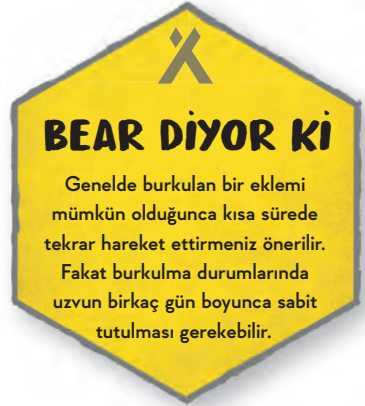 BEAR DİYOR Kİ
Genelde burkulan bir eklemi
mümkün olduğunca kısa sürede
tekrar hareket ettirmeniz önerilir.
Fakat burkulma durumlarında
uzvun birkaç gün boyunca sabit
tutulması gerekebilir.